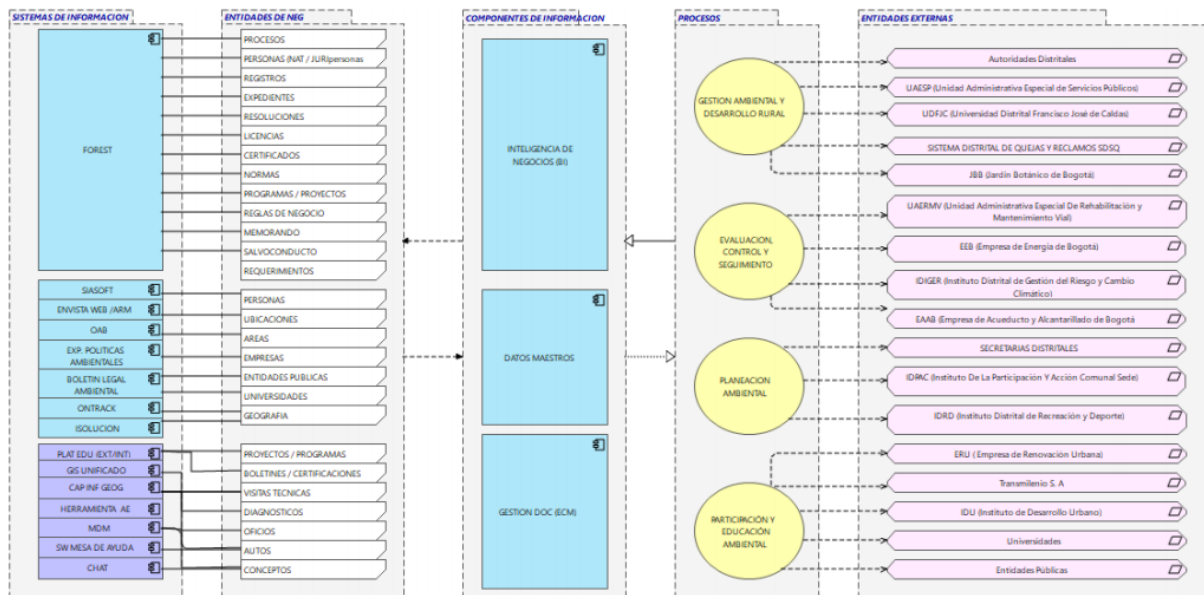 SISTEMAS DE INFORMACION
FOREST
SIASOFT
ENVISTA WEB /ARM
OAB
EXP. POLITICAS
AMBIENTALES
BOLETIN LEGAL
AMBIENTAL
ONTRACK
ISOLUCION
PLAT EDU (EXT/INT)
GIS UNIFICADO
CAP INF GEOG
HERRAMIENTA AE
MDM
SW MESA DE AYUDA
CHAT
ENTIDADES DE NEG
PROCESOS
PERSONAS (NAT / JURIpersonas
REGISTROS
EXPEDIENTES
RESOLUCIONES
LICENCIAS
CERTIFICADOS
NORMAS
PROGRAMAS / PROYECTOS
REGLAS DE NEGOCIO
MEMORANDO
SALVOCONDUCTO
REQUERIMIENTOS
PERSONAS
UBICACIONES
AREAS
EMPRESAS
ENTIDADES PUBLICAS
UNIVERSIDADES
GEOGRAFIA
PROYECTOS / PROGRAMAS
BOLETINES / CERTIFICACIONES
VISITAS TECNICAS
DIAGNOSTICOS
OFICIOS
AUTOS
CONCEPTOS
COMPONENTES DE INFORMACION
INTELIGENCIA DE
NEGOCIOS (BI)
DATOS MAESTROS
GESTION DOC (ECM)
PROCESOS
GESTION AMBIENTAL Y
DESARROLLO RURAL
EVALUACION,
CONTROL Y
SEGUIMIENTO
PLANEACION
AMBIENTAL
PARTICIPACIÓN Y
EDUCACIÓN
AMBIENTAL
ENTIDADES EXTERNAS
Autoridades Distritales
UAESP (Unidad Administrativa Especial de Servicios Públicos)
UDFJC (Universidad Distrital Francisco José de Caldas)
SISTEMA DISTRITAL DE QUEJAS Y RECLAMOS SDSQ
JBB (Jardín Botánico de Bogotá)
UAERMV (Unidad Administrativa Especial De Rehabilitación y
Mantenimiento Vial)
EEB (Empresa de Energía de Bogotá)
IDIGER (Instituto Distrital de Gestión del Riesgo y Cambio
Climático)
EAAB (Empresa de Acueducto y Alcantarillado de Bogotá
SECRETARIAS DISTRITALES
IDPAC (Instituto De La Participación Y Acción Comunal Sede)
IDRD (Instituto Distrital de Recreación y Deporte)
ERU ( Empresa de Renovación Urbana)
Transmilenio S. A
IDU (Instituto de Desarrollo Urbano)
Universidades
Entidades Públicas